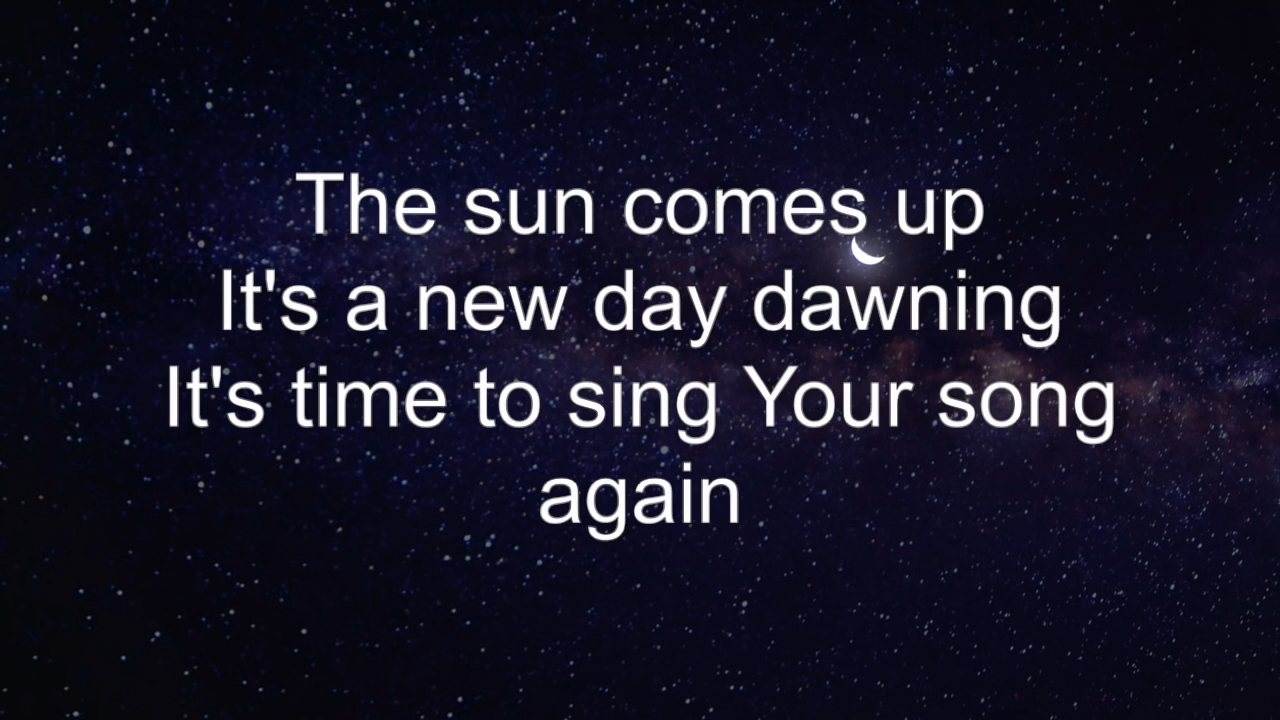 The sun comes up
It's a new day dawning
It's time to sing Your song
again